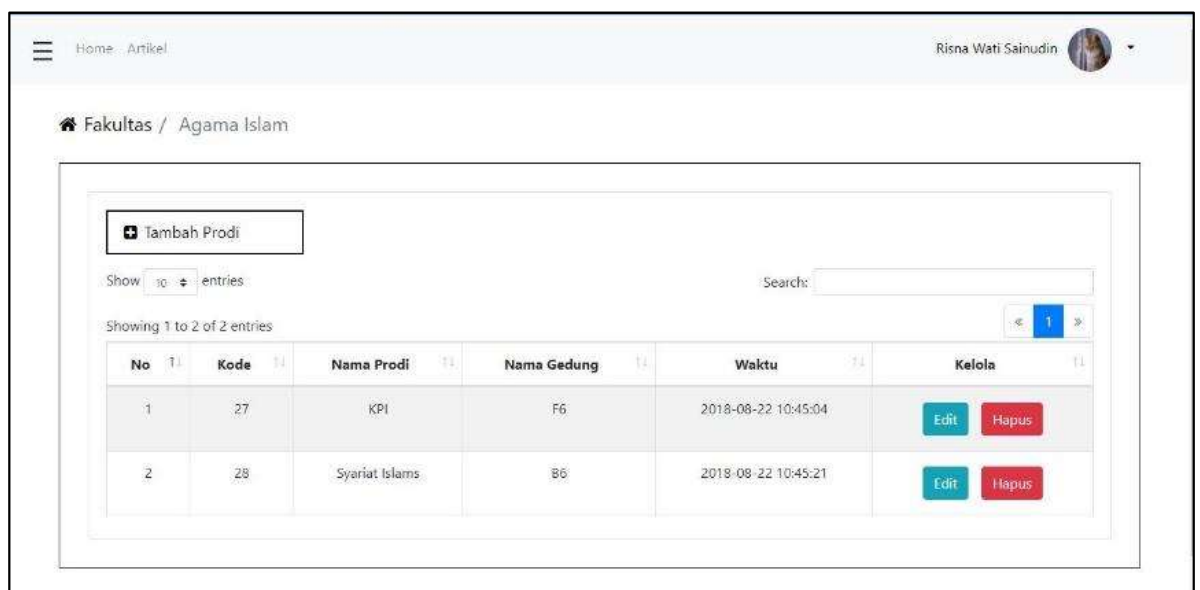 Home Artikel Risna Wati Sainudin
Fakultas / Agama Islam
Tambah Prodi
Show 10 entries Search:
Showing 1 to 2 of 2 entries « 1 »
No Kode Nama Prodi Nama Gedung Waktu Kelola
1 27 KPI F6 2018-08-22 10:45:04 Edit Hapus
2 28 Syariat Islams B6 2018-08-22 10:45:21 Edit Hapus